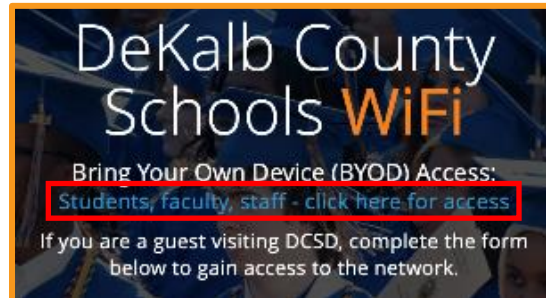 DeKalb County
Schools WiFi
Bring Your Own Device (BYOD) Access:
Students, faculty, staff - click here for access
If you are a guest visiting DCSD, complete the form
below to gain access to the network.